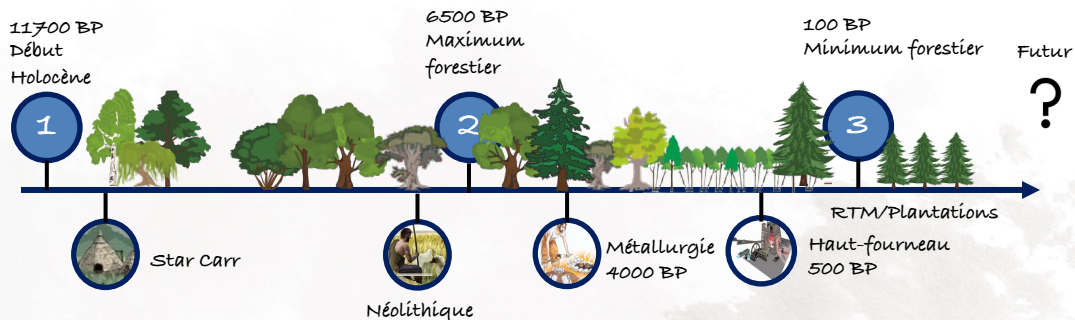 11700 BP
Début
Holocène
1
6500 BP
Maximum
forestier
2
100 BP
Minimum forestier
3
Futur
?
Star Carr
Néolithique
Métallurgie
4000 BP
RTM/Plantations
Haut-fourneau
500 BP